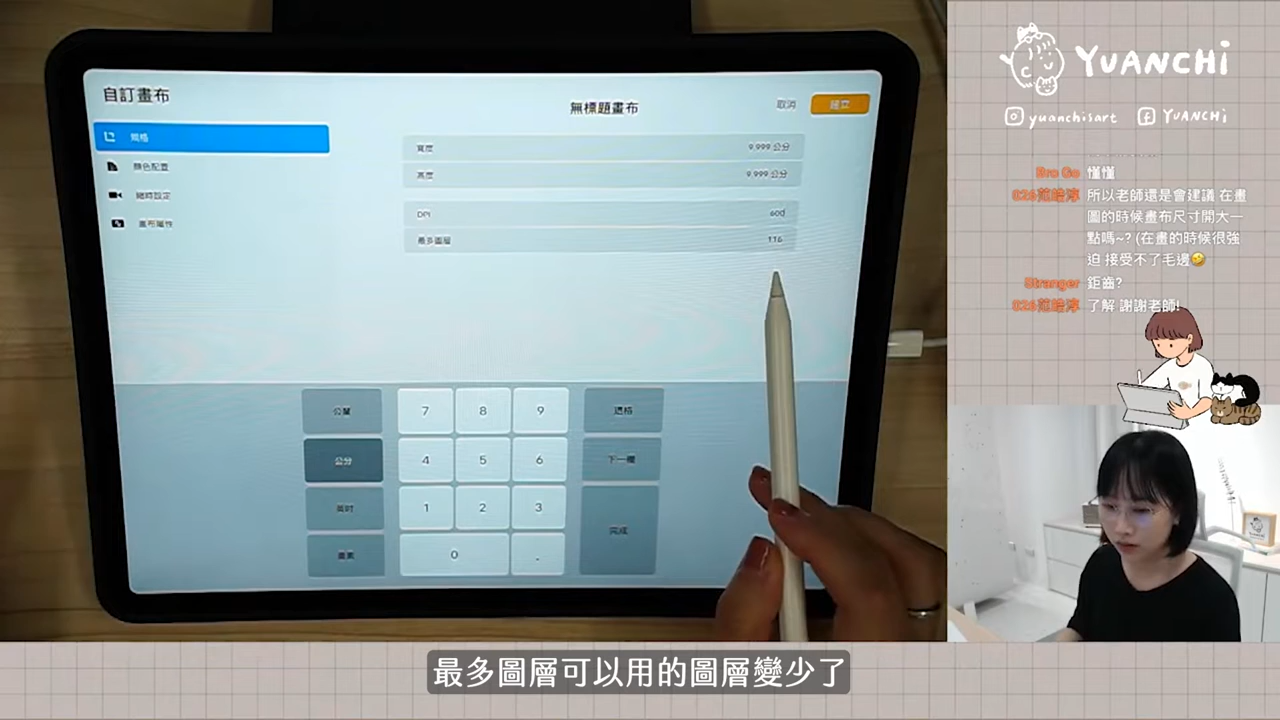 自訂畫布
無標題畫布
取消
建立
規格
顏色配置
縮時設定
畫布屬性
寬度
9.999 公分
高度
9.999 公分
DPI
600
最多圖層
116
公釐
7
8
9
退格
公分
4
5
6
下一欄
英吋
1
2
3
完成
畫素
0
.
YUANCHI
yuanchisart
YUANCHi
懂懂
所以老師還是會建議 在畫
圖的時候畫布尺寸開大一
點嗎~? (在畫的時候很強
迫 接受不了毛邊🤣
Stranger 鉅齒?
了解 謝謝老師!
最多圖層可以用的圖層變少了